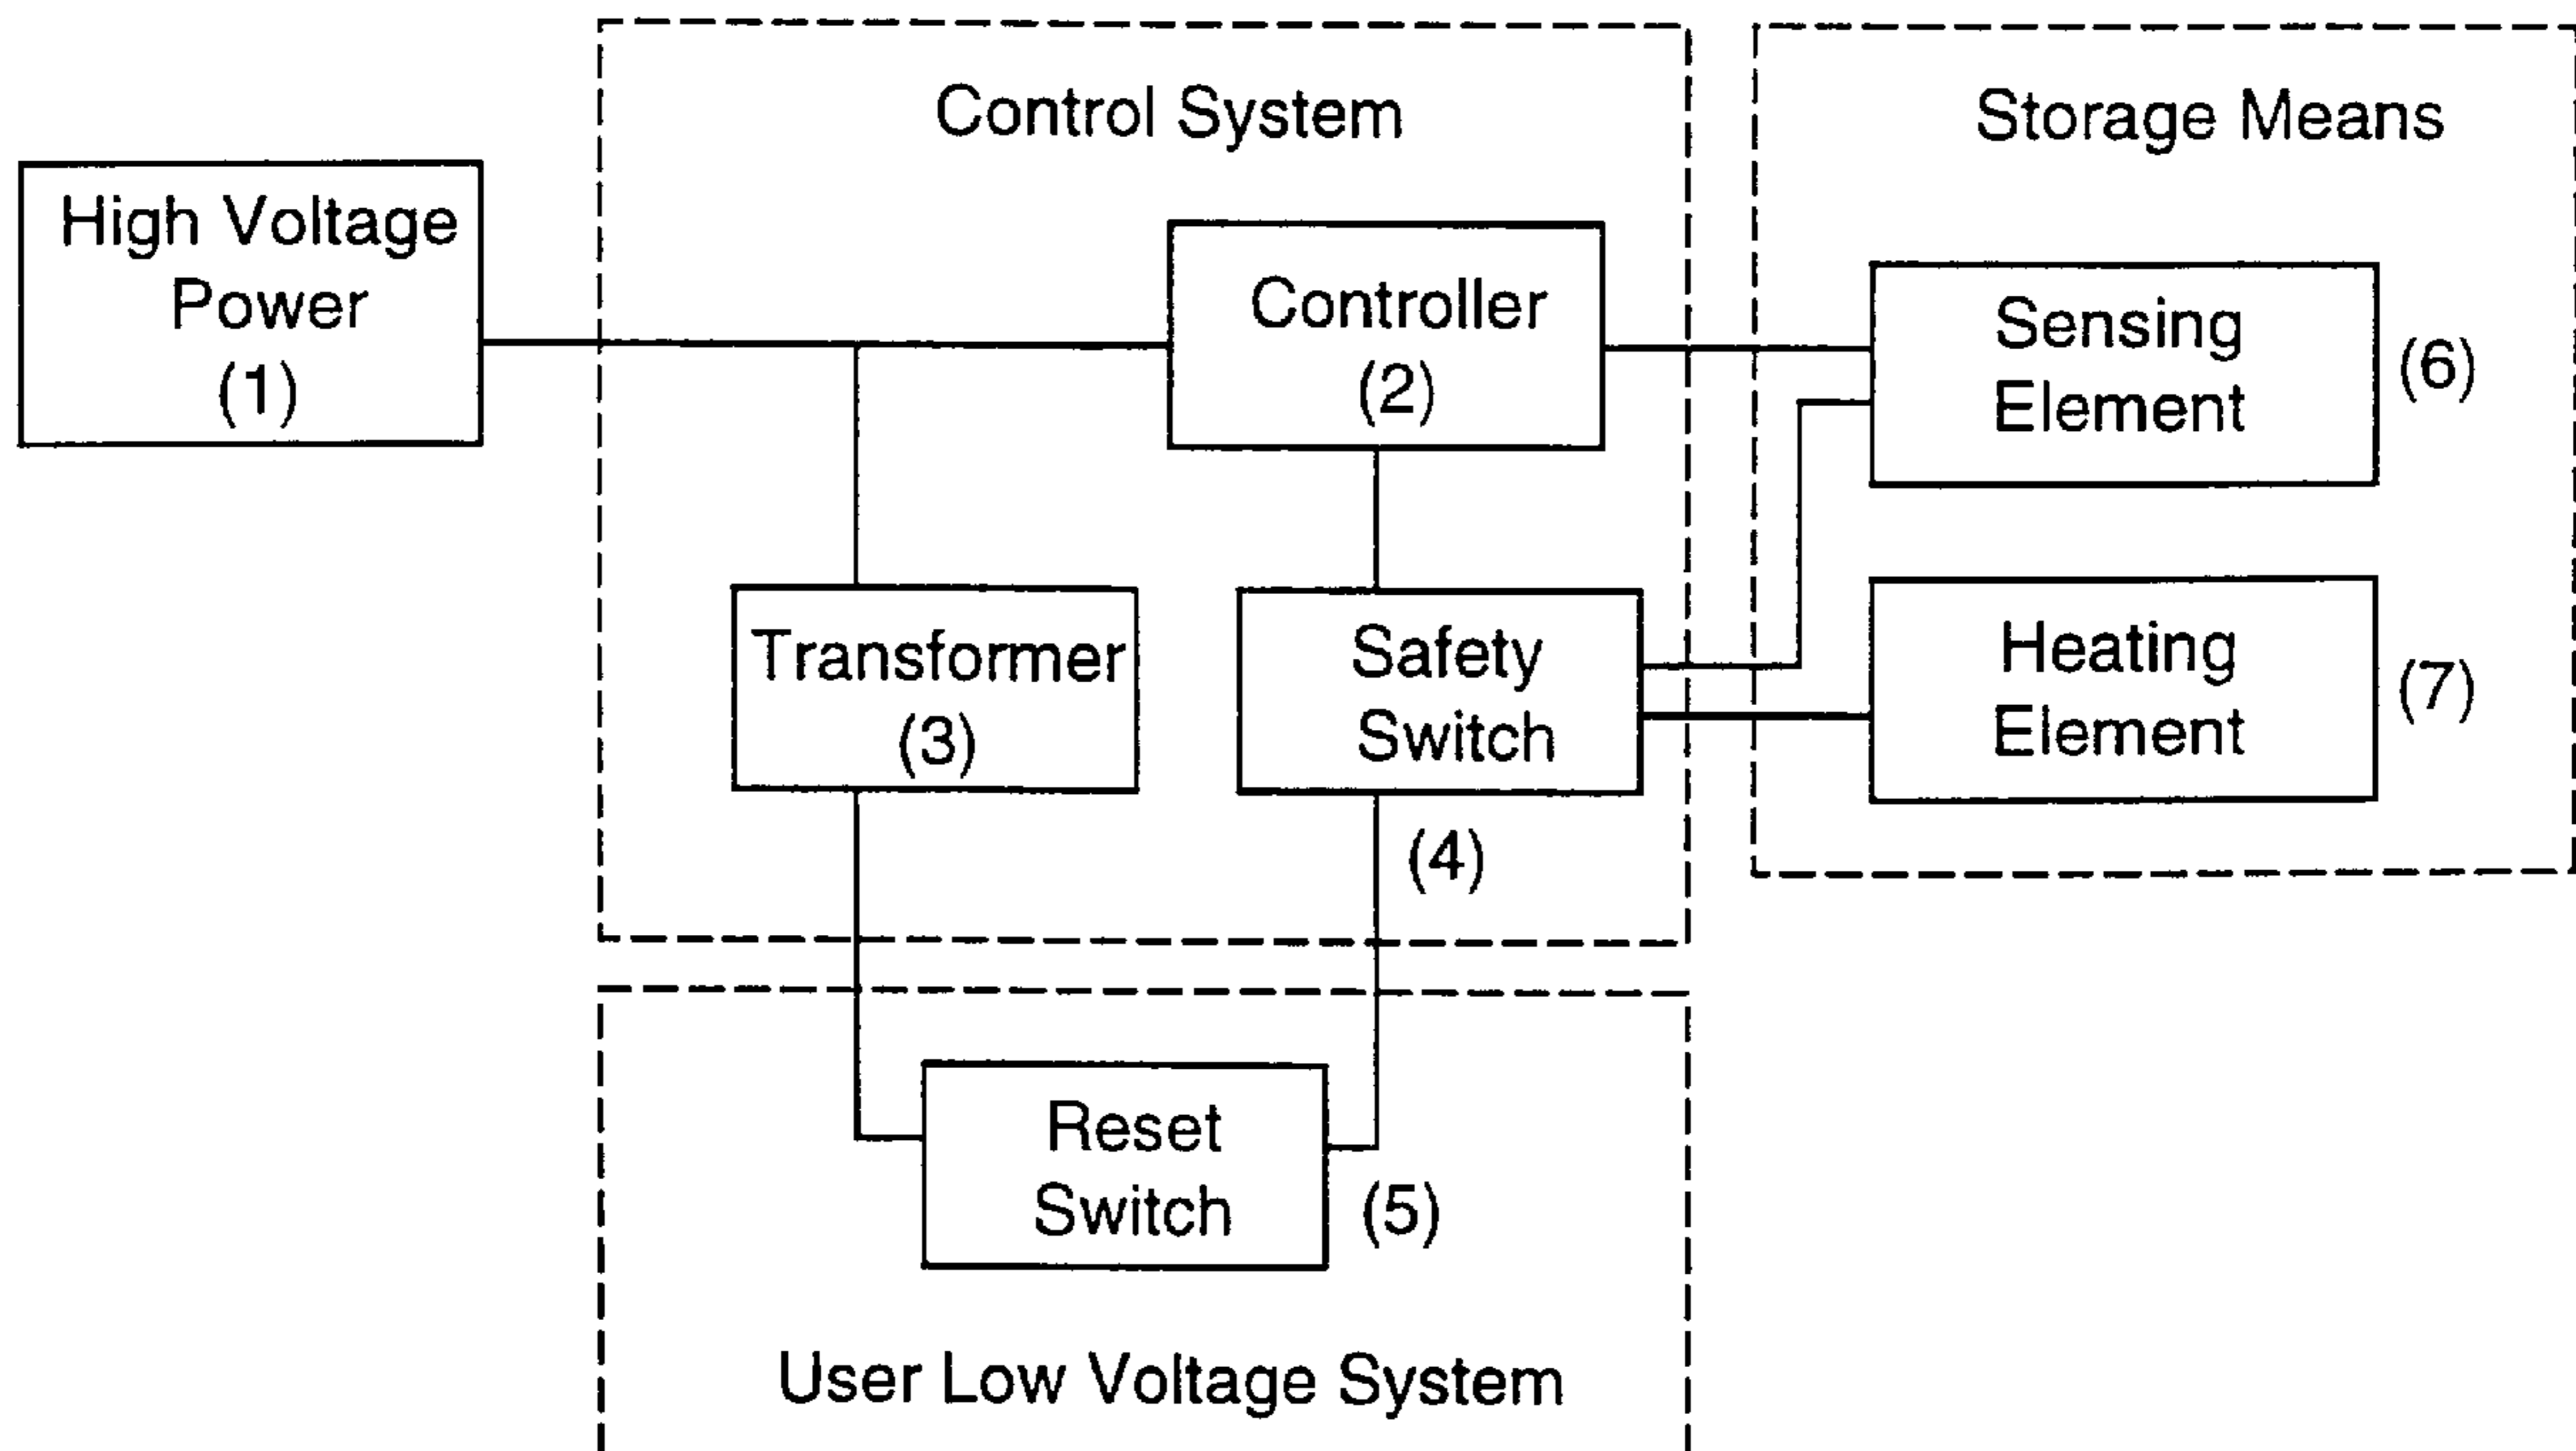 Control System
Storage Means
High Voltage
Power
(1)
Controller
(2)
Sensing
Element
(6)
Transformer
(3)
Safety
Switch
(4)
Heating
Element
(7)
Reset
Switch
(5)
User Low Voltage System